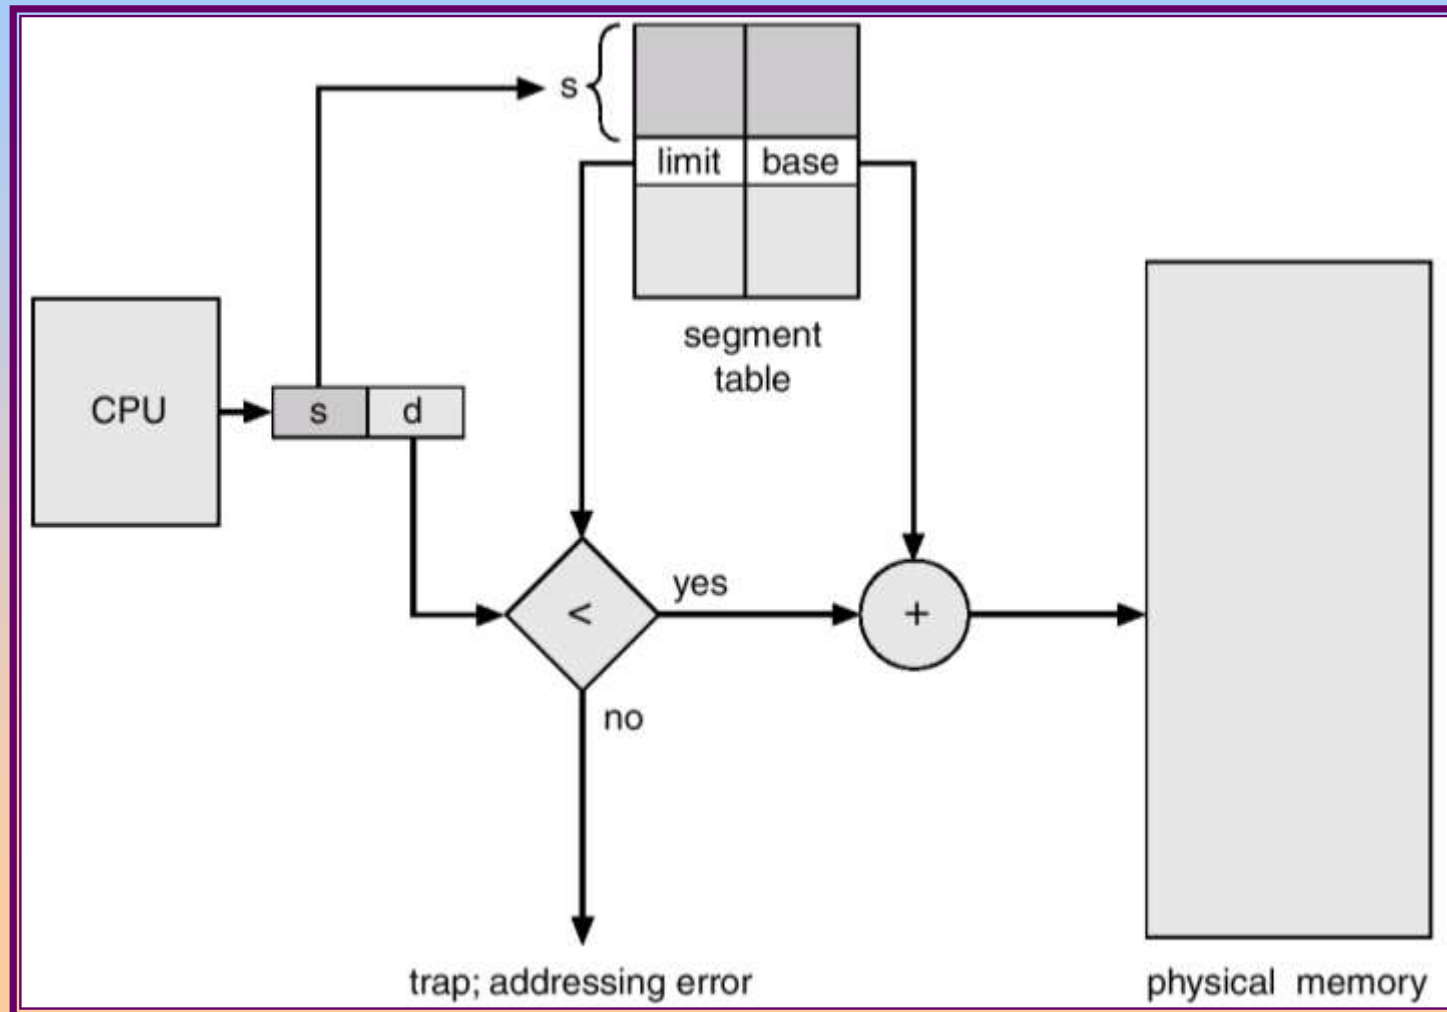 s
limit base
segment
table
CPU
s d
<
yes
+
no
trap; addressing error
physical memory